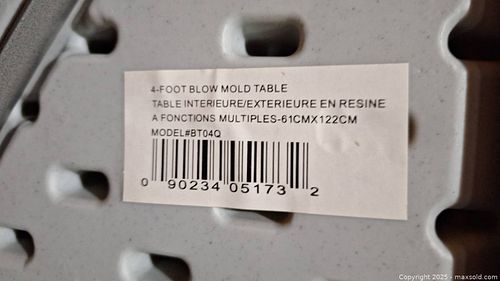 4-FOOT BLOW MOLD TABLE
TABLE INTERIEURE/EXTERIEURE EN RESINE
A FONCTIONS MULTIPLES-61CMX122CM
MODEL#BT04Q
0 90234 05173 2
Copyright 2025 - maxsold.com